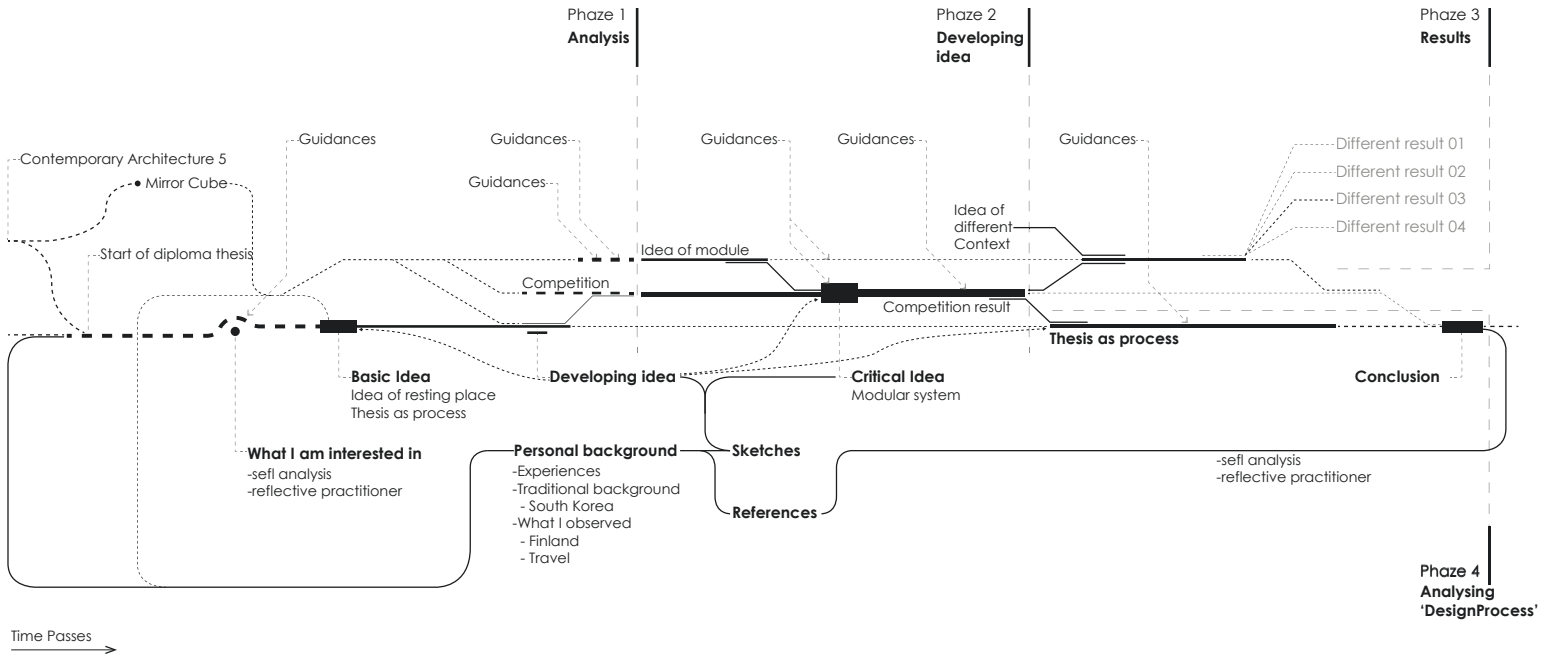 Phaze 1
Analysis
Phaze 2
Developing
idea
Phaze 3
Results
Guidances
Guidances
Guidances
Guidances
Guidances
Contemporary Architecture 5
Mirror Cube
Guidances
Different result 01
Different result 02
Different result 03
Different result 04
Idea of
different
Context
Start of diploma thesis
Idea of module
Competition
Competition result
Thesis as process
Basic Idea
Idea of resting place
Thesis as process
Developing idea
Critical Idea
Modular system
Conclusion
What I am interested in
-sefl analysis
-reflective practitioner
Personal background
-Experiences
-Traditional background
- South Korea
-What I observed
- Finland
- Travel
Sketches
References
-sefl analysis
-reflective practitioner
Phaze 4
Analysing
‘DesignProcess’
Time Passes